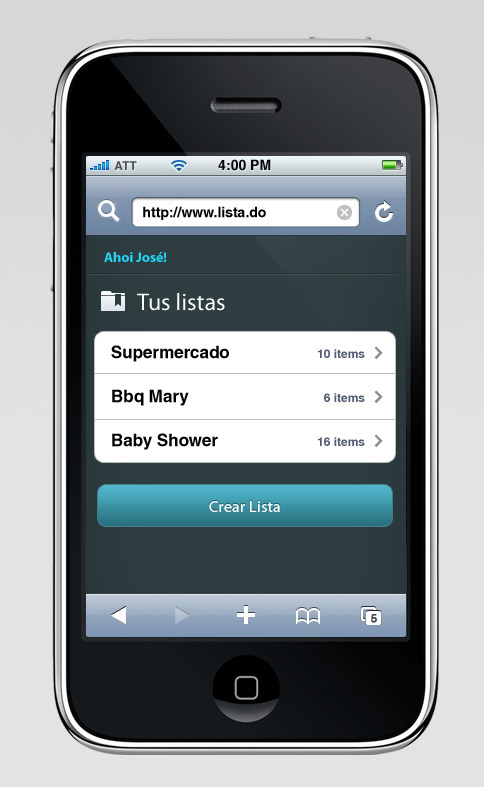 ATT 4:00 PM
http://www.lista.do
Ahoi José!
Tus listas
Supermercado 10 items
Bbq Mary 6 items
Baby Shower 16 items
Crear Lista
5